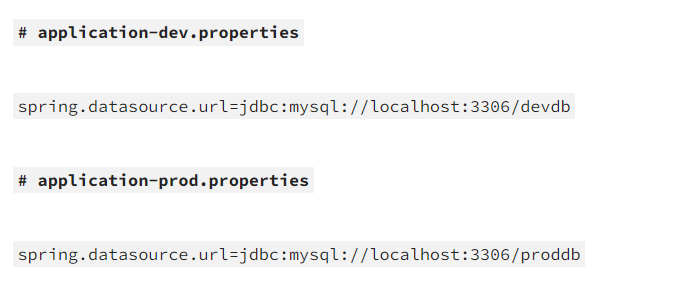 # application-dev.properties
spring.datasource.url=jdbc:mysql://localhost:3306/devdb
# application-prod.properties
spring.datasource.url=jdbc:mysql://localhost:3306/proddb